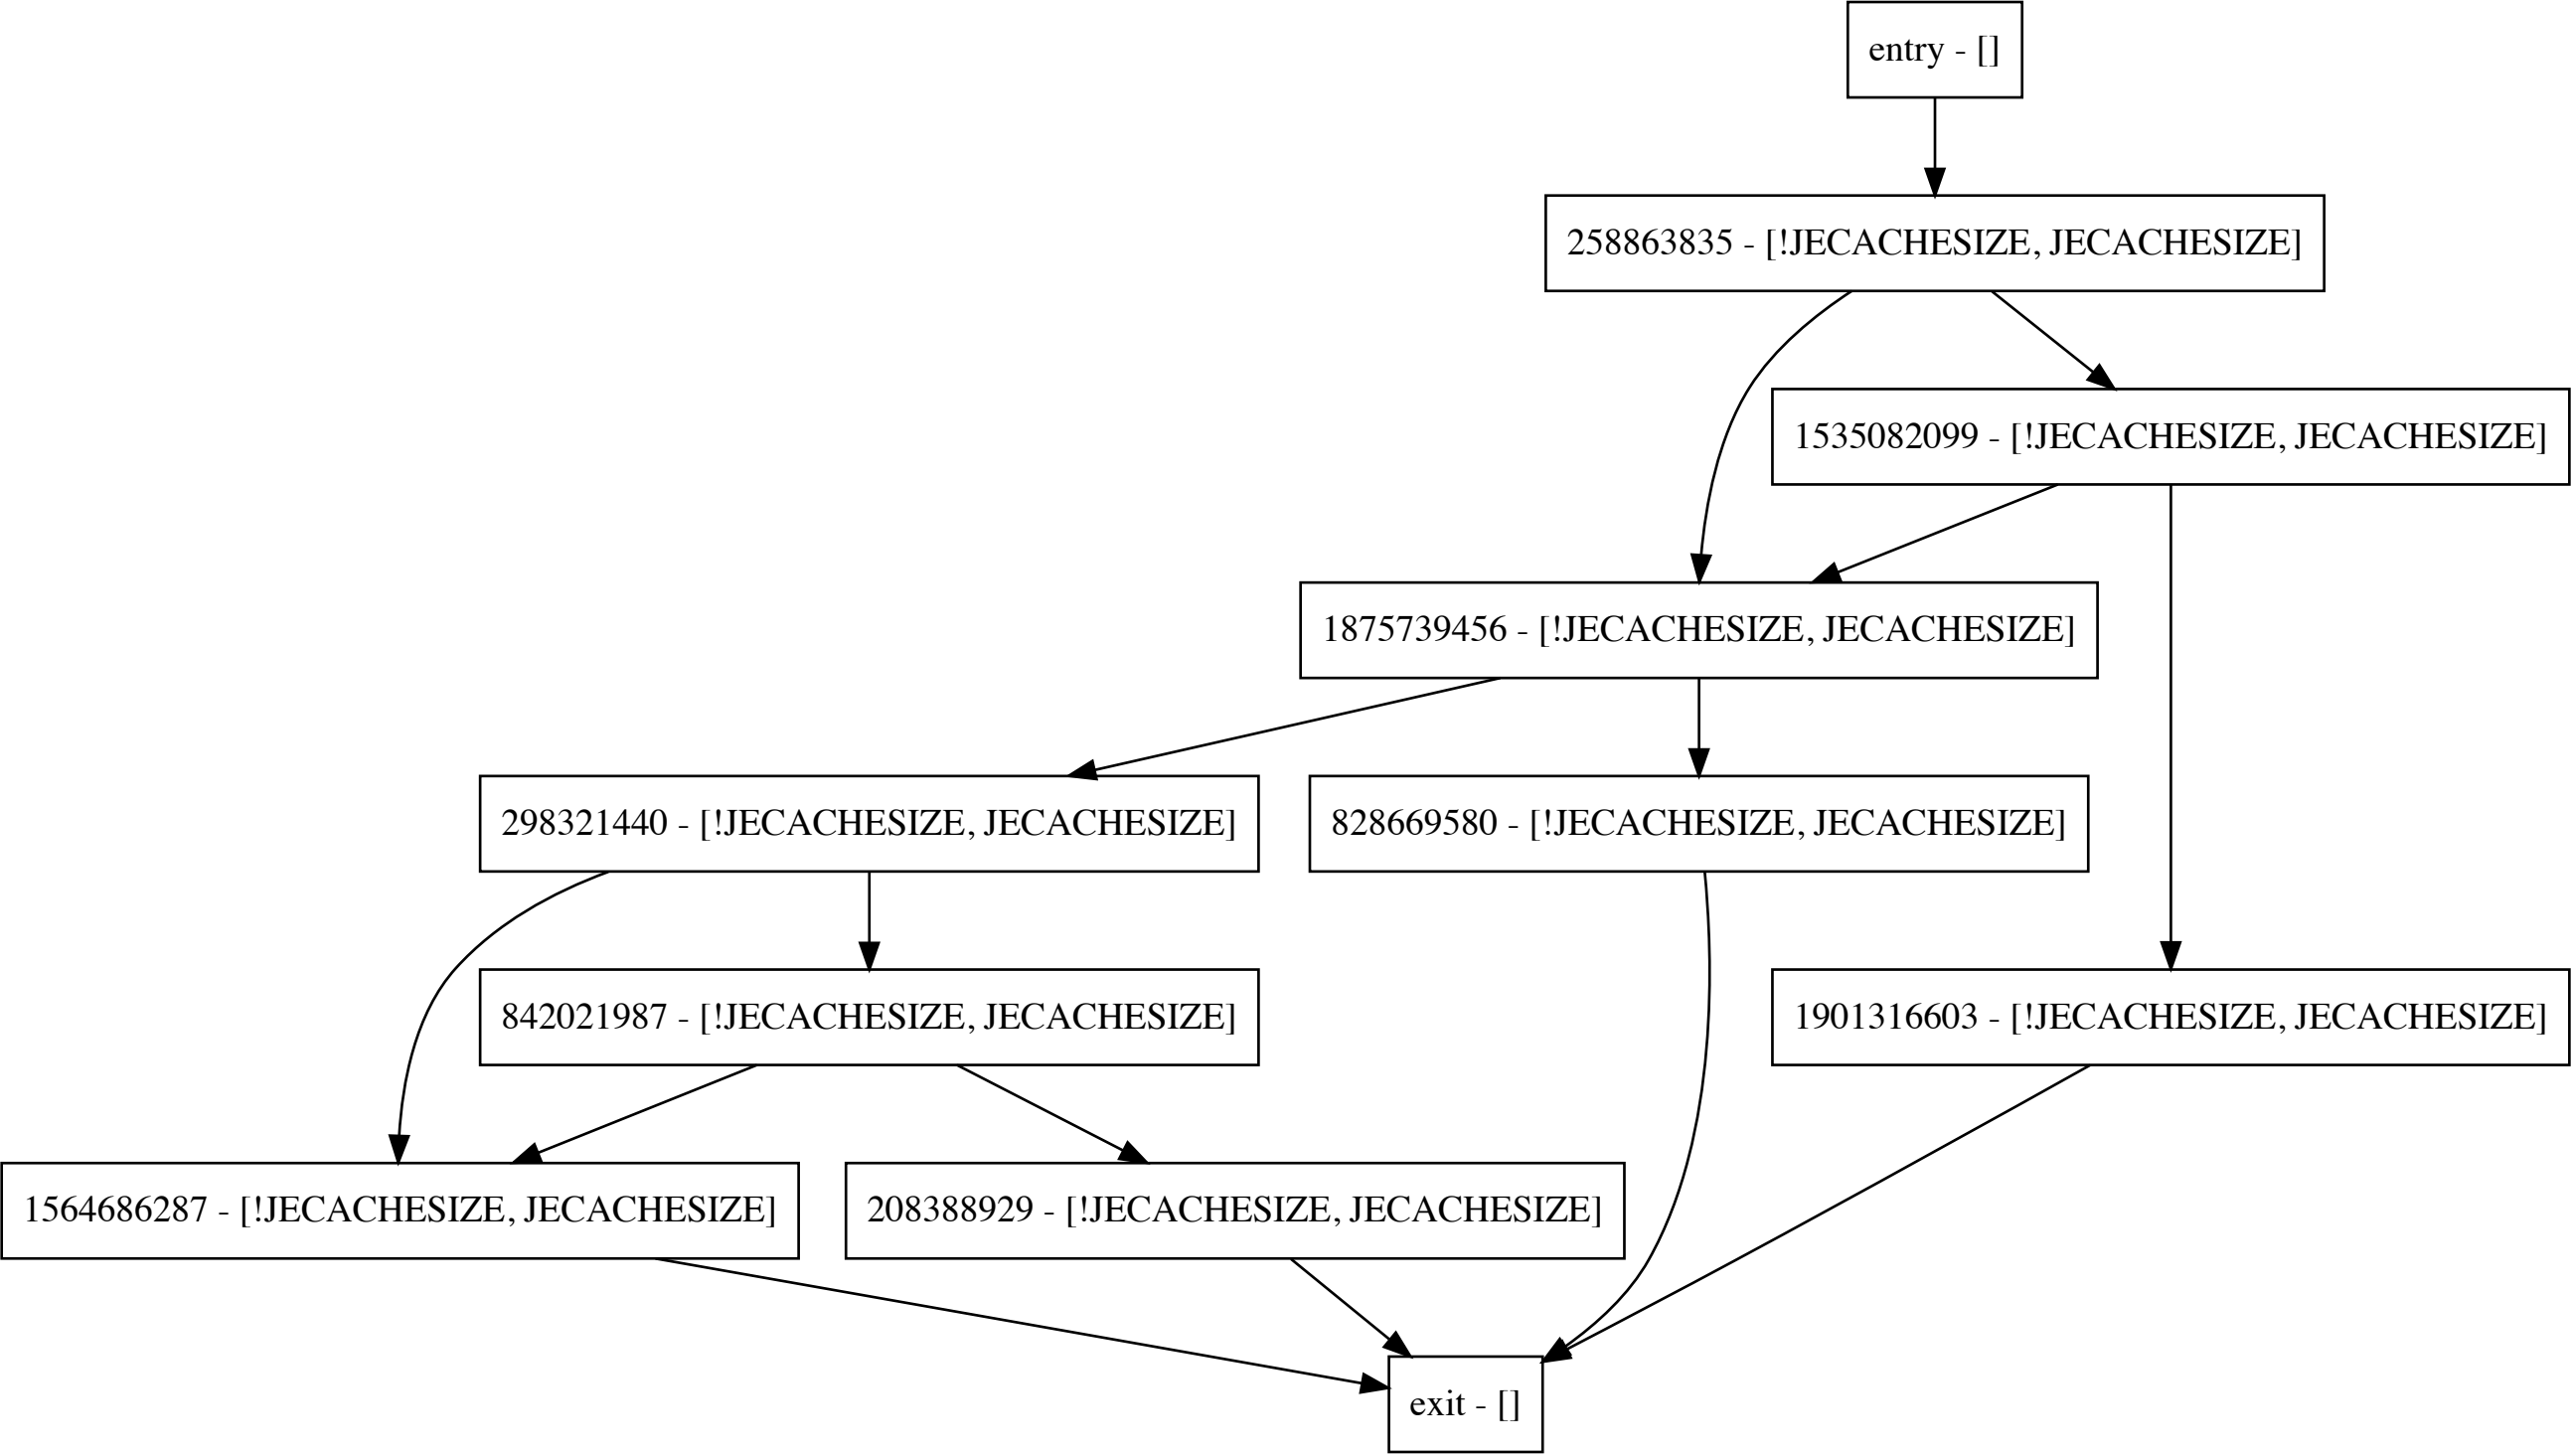 entry - []
258863835 - [!JECACHESIZE, JECACHESIZE]
1535082099 - [!JECACHESIZE, JECACHESIZE]
1875739456 - [!JECACHESIZE, JECACHESIZE]
298321440 - [!JECACHESIZE, JECACHESIZE]
828669580 - [!JECACHESIZE, JECACHESIZE]
842021987 - [!JECACHESIZE, JECACHESIZE]
1901316603 - [!JECACHESIZE, JECACHESIZE]
1564686287 - [!JECACHESIZE, JECACHESIZE]
208388929 - [!JECACHESIZE, JECACHESIZE]
exit - []